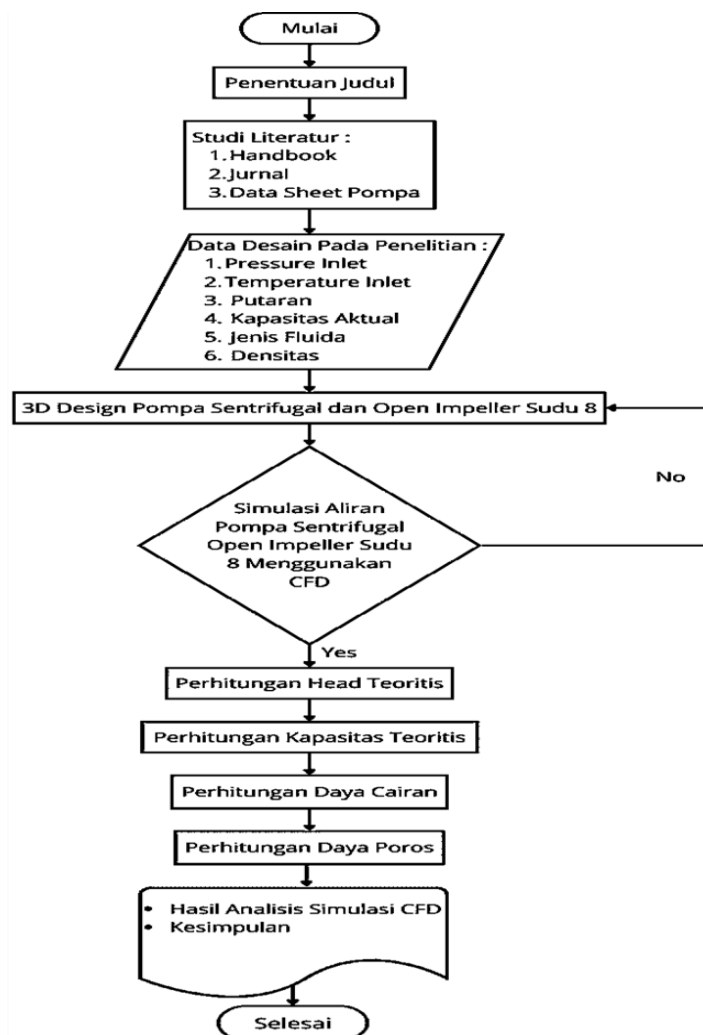 Mulai
Penentuan Judul
Studi Literatur :
1. Handbook
2. Jurnal
3. Data Sheet Pompa
Data Desain Pada Penelitian :
1. Pressure Inlet
2. Temperature Inlet
3. Putaran
4. Kapasitas Aktual
5. Jenis Fluida
6. Densitas
3D Design Pompa Sentrifugal dan Open Impeller Sudu 8
No
Simulasi Aliran
Pompa Sentrifugal
Open Impeller Sudu
8 Menggunakan
CFD
Yes
Perhitungan Head Teoritis
Perhitungan Kapasitas Teoritis
Perhitungan Daya Cairan
Perhitungan Daya Poros
• Hasil Analisis Simulasi CFD
• Kesimpulan
Selesai